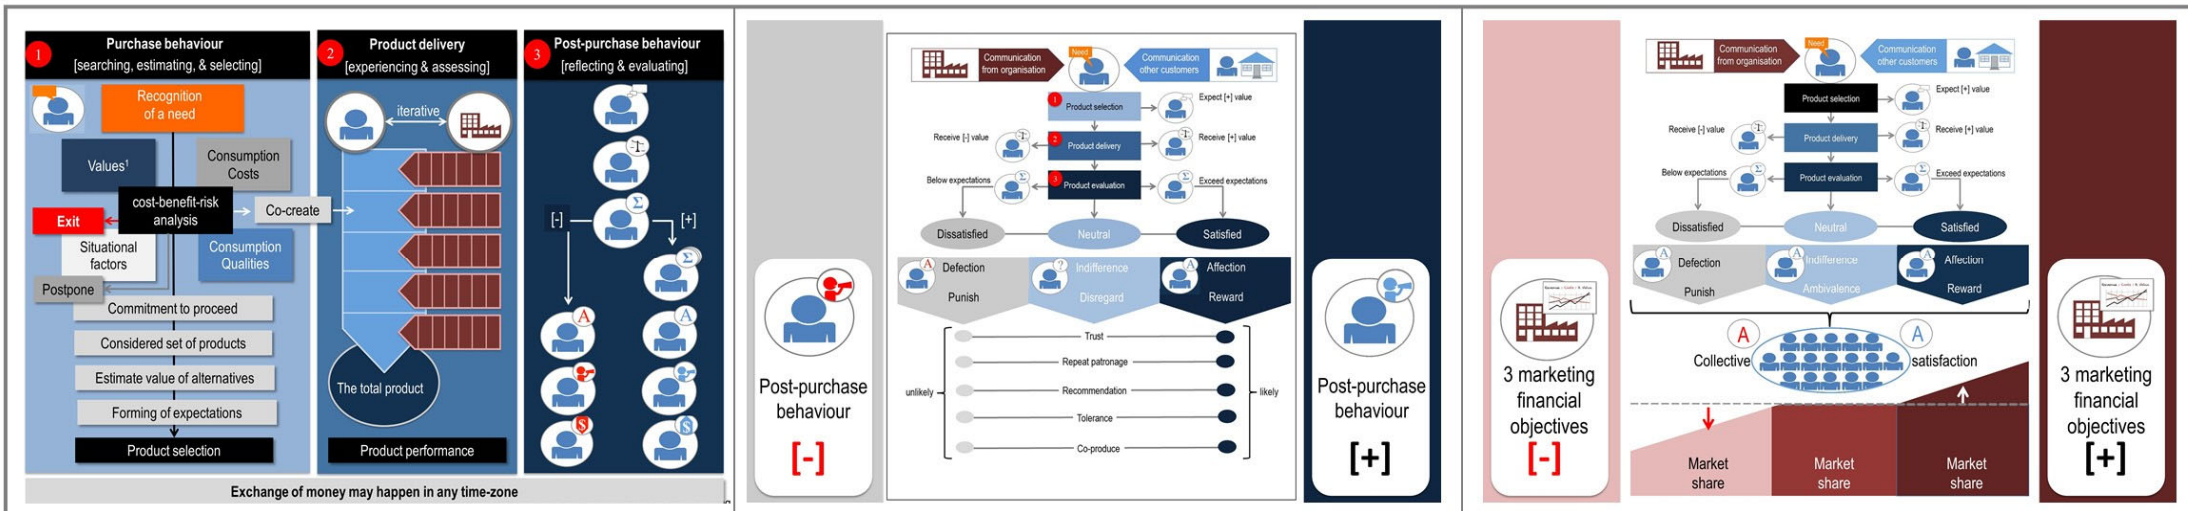 1
Purchase behaviour
[searching, estimating, & selecting]
Recognition
of a need
Values¹
Consumption
Costs
cost-benefit-risk
analysis
Exit
Co-create
Situational
factors
Consumption
Qualities
Postpone
Commitment to proceed
Considered set of products
Estimate value of alternatives
Forming of expectations
Product selection
2
Product delivery
[experiencing & assessing]
iterative
The total product
Product performance
3
Post-purchase behaviour
[reflecting & evaluating]
Σ
[-]
[+]
Σ
A
A
$
$
Exchange of money may happen in any time-zone
Post-purchase
behaviour
[-]
Communication
from organisation
Need
Communication
other customers
1
Product selection
Expect [+] value
Receive [-] value
2
Product delivery
Receive [+] value
Below expectations
Σ
3
Product evaluation
Σ
Exceed expectations
Dissatisfied
Neutral
Satisfied
A
Defection
Punish
?
Indifference
Disregard
A
Affection
Reward
Trust
Repeat patronage
unlikely
Recommendation
likely
Tolerance
Co-produce
Post-purchase
behaviour
[+]
3 marketing
financial
objectives
[-]
Communication
from organisation
Need
Communication
other customers
Product selection
Expect [+] value
Receive [-] value
Product delivery
Receive [+] value
Below expectations
Σ
Product evaluation
Σ
Exceed expectations
Dissatisfied
Neutral
Satisfied
A
Defection
Punish
A
Indifference
Ambivalence
A
Affection
Reward
A
Collective
A
satisfaction
Market
share
Market
share
Market
share
3 marketing
financial
objectives
[+]